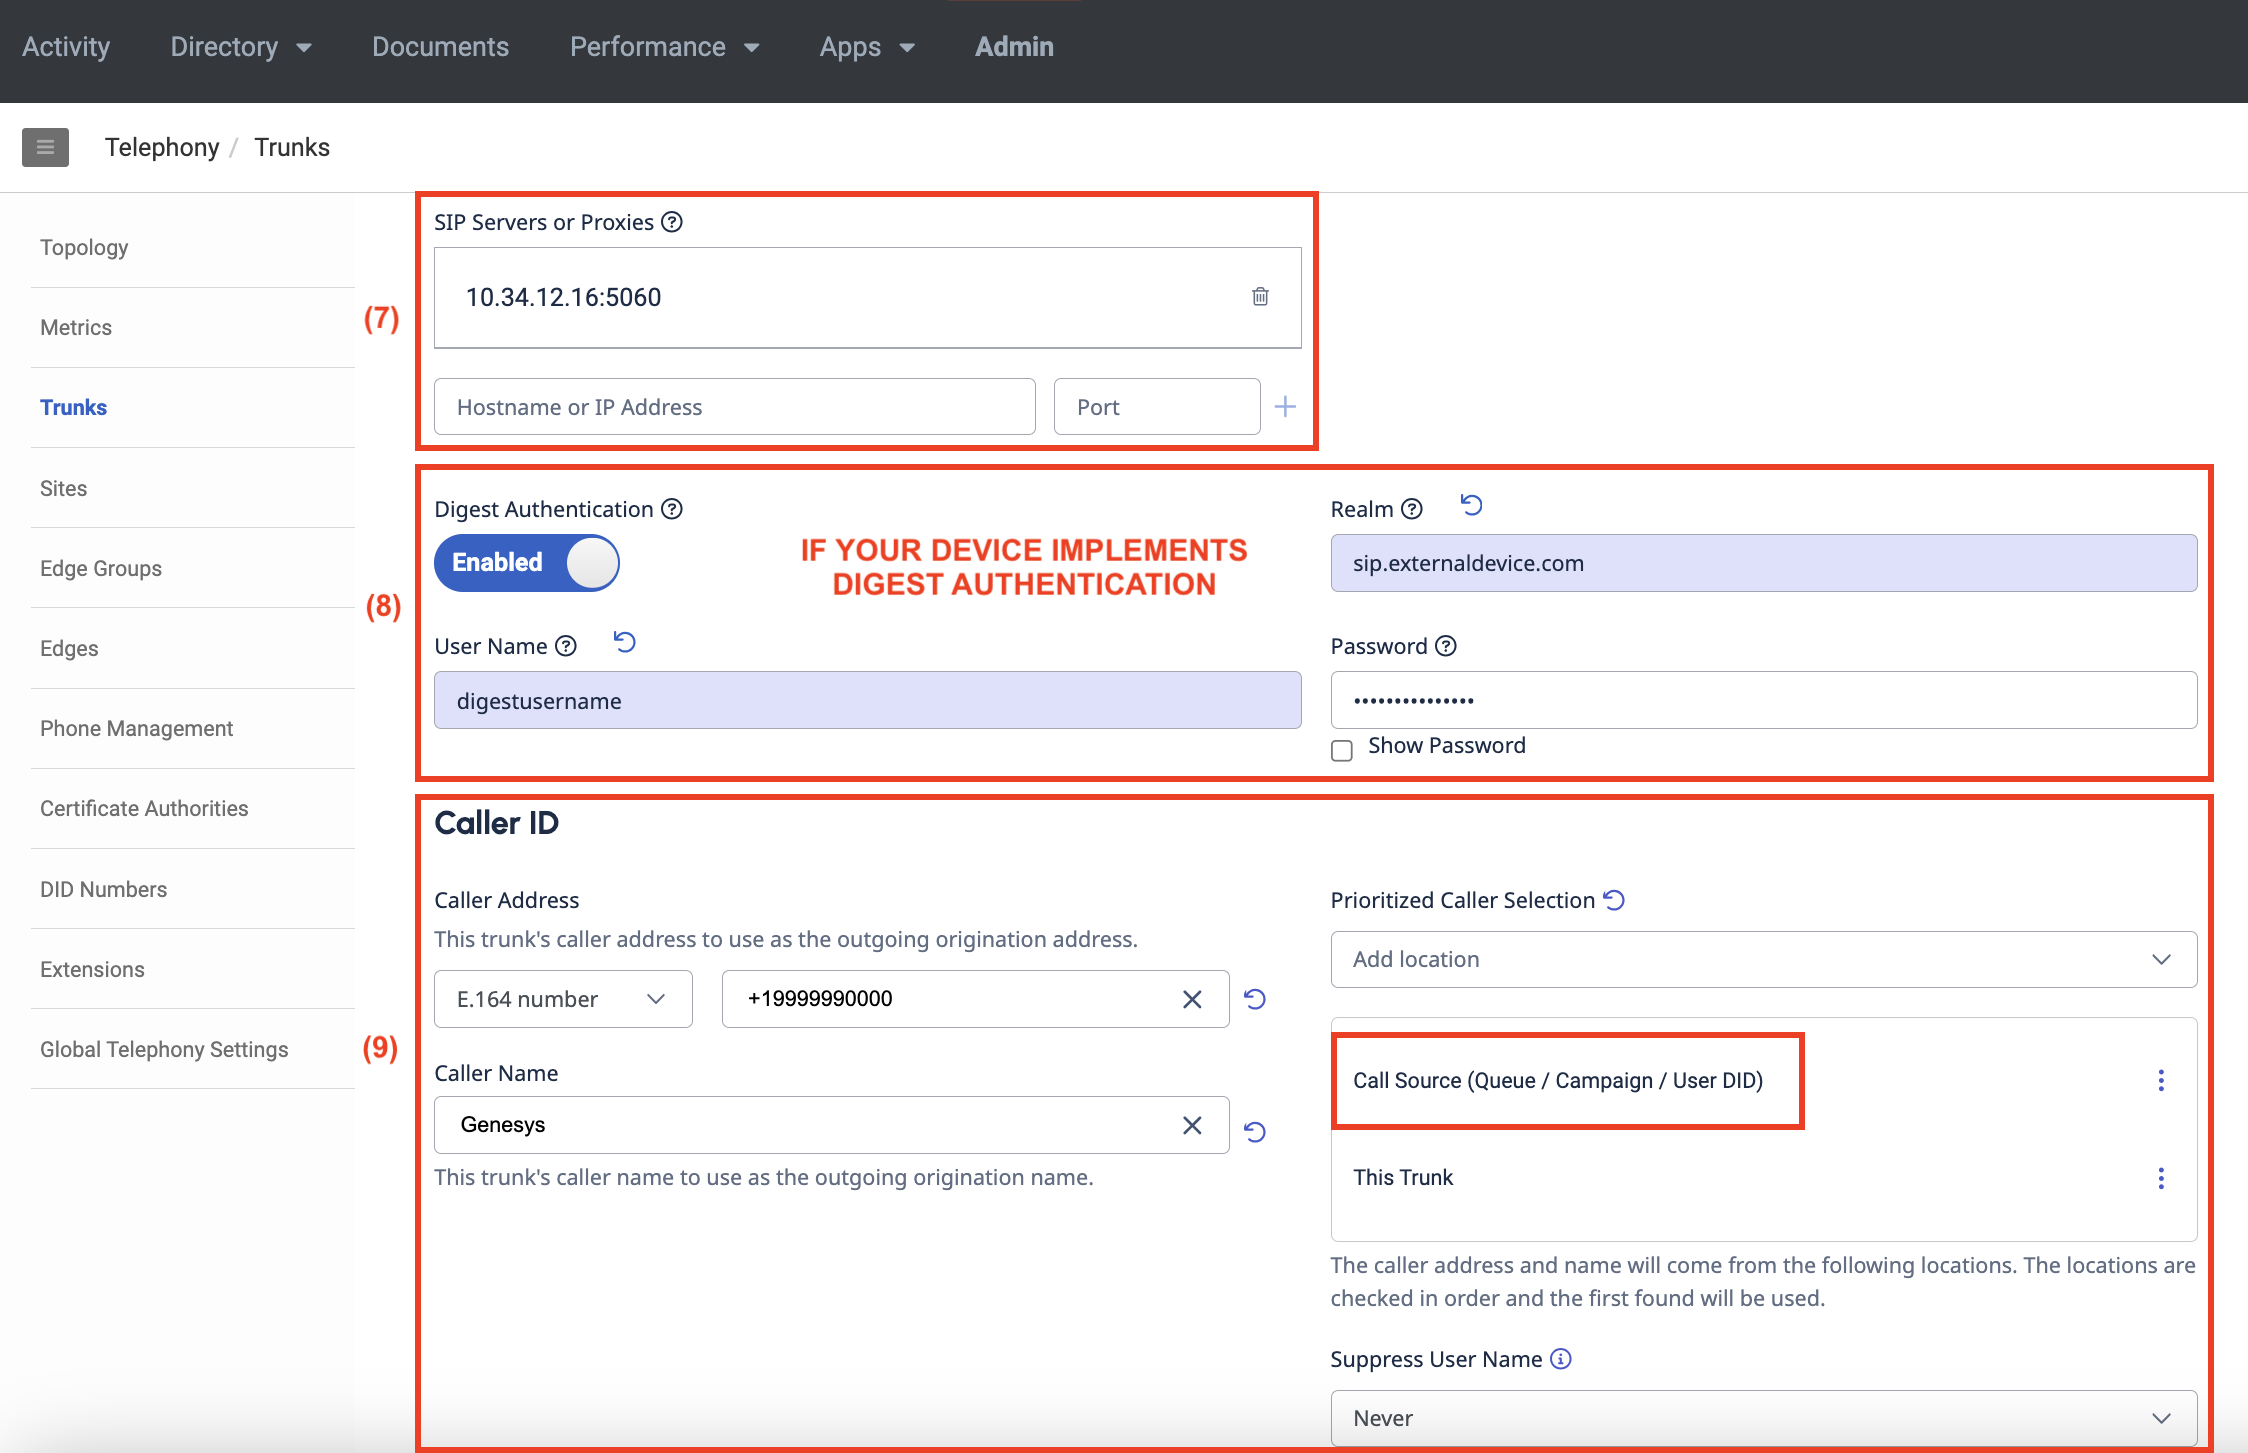 Activity Directory Documents Performance Apps Admin
Telephony / Trunks
Topology
Metrics
Trunks
Sites
Edge Groups
Edges
Phone Management
Certificate Authorities
DID Numbers
Extensions
Global Telephony Settings
(7)
SIP Servers or Proxies
10.34.12.16:5060
Hostname or IP Address Port
(8)
Digest Authentication
Enabled
IF YOUR DEVICE IMPLEMENTS
DIGEST AUTHENTICATION
Realm
sip.externaldevice.com
User Name
digestusername
Password
•••••••••••••••
Show Password
(9)
Caller ID
Caller Address
This trunk's caller address to use as the outgoing origination address.
E.164 number +19999990000
Caller Name
Genesys
This trunk's caller name to use as the outgoing origination name.
Prioritized Caller Selection
Add location
Call Source (Queue / Campaign / User DID)
This Trunk
The caller address and name will come from the following locations. The locations are
checked in order and the first found will be used.
Suppress User Name
Never